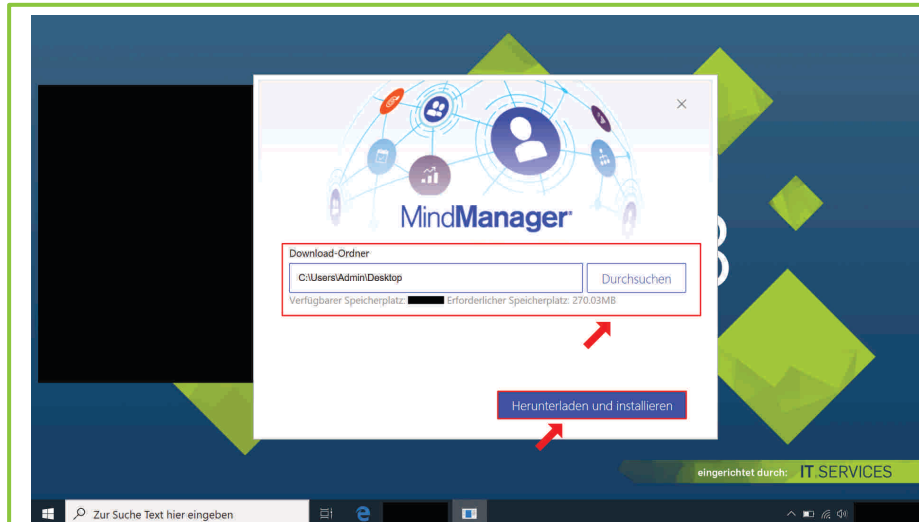 MindManager®
Download-Ordner
C:\Users\Admin\Desktop
Durchsuchen
Verfügbarer Speicherplatz: Erforderlicher Speicherplatz: 270.03MB
Herunterladen und installieren
eingerichtet durch: IT.SERVICES
Zur Suche Text hier eingeben